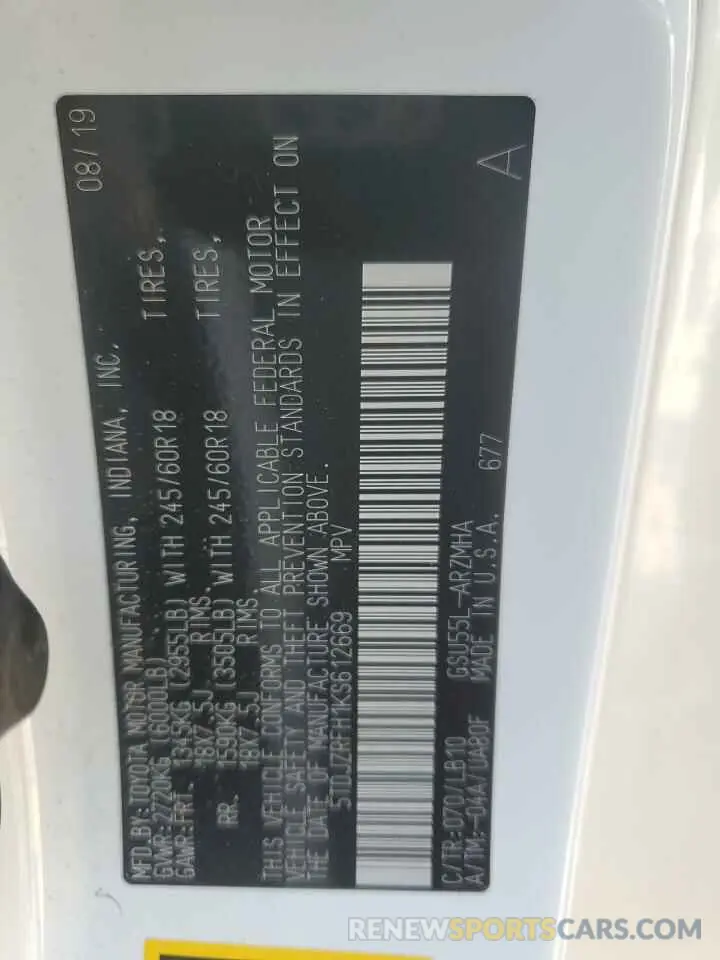 08/19
MFD.BY:TOYOTA MOTOR MANUFACTURING, INDIANA, INC.
GVWR:2720KG (6000LB)
GAWR:FRT. 1345KG (2955LB) WITH 245/60R18 TIRES,
18X7.5J RIMS.
RR. 1590KG (3505LB) WITH 245/60R18 TIRES,
18X7.5J RIMS.
THIS VEHICLE CONFORMS TO ALL APPLICABLE FEDERAL MOTOR
VEHICLE SAFETY AND THEFT PREVENTION STANDARDS IN EFFECT ON
THE DATE OF MANUFACTURE SHOWN ABOVE.
5TDJZRFH1KS612669 MPV
C/TR:070/LB10 GSU55L-ARZMHA
A/TM:-04A/UA80F MADE IN U.S.A. 677
A
RENEWSPORTSCARS.COM